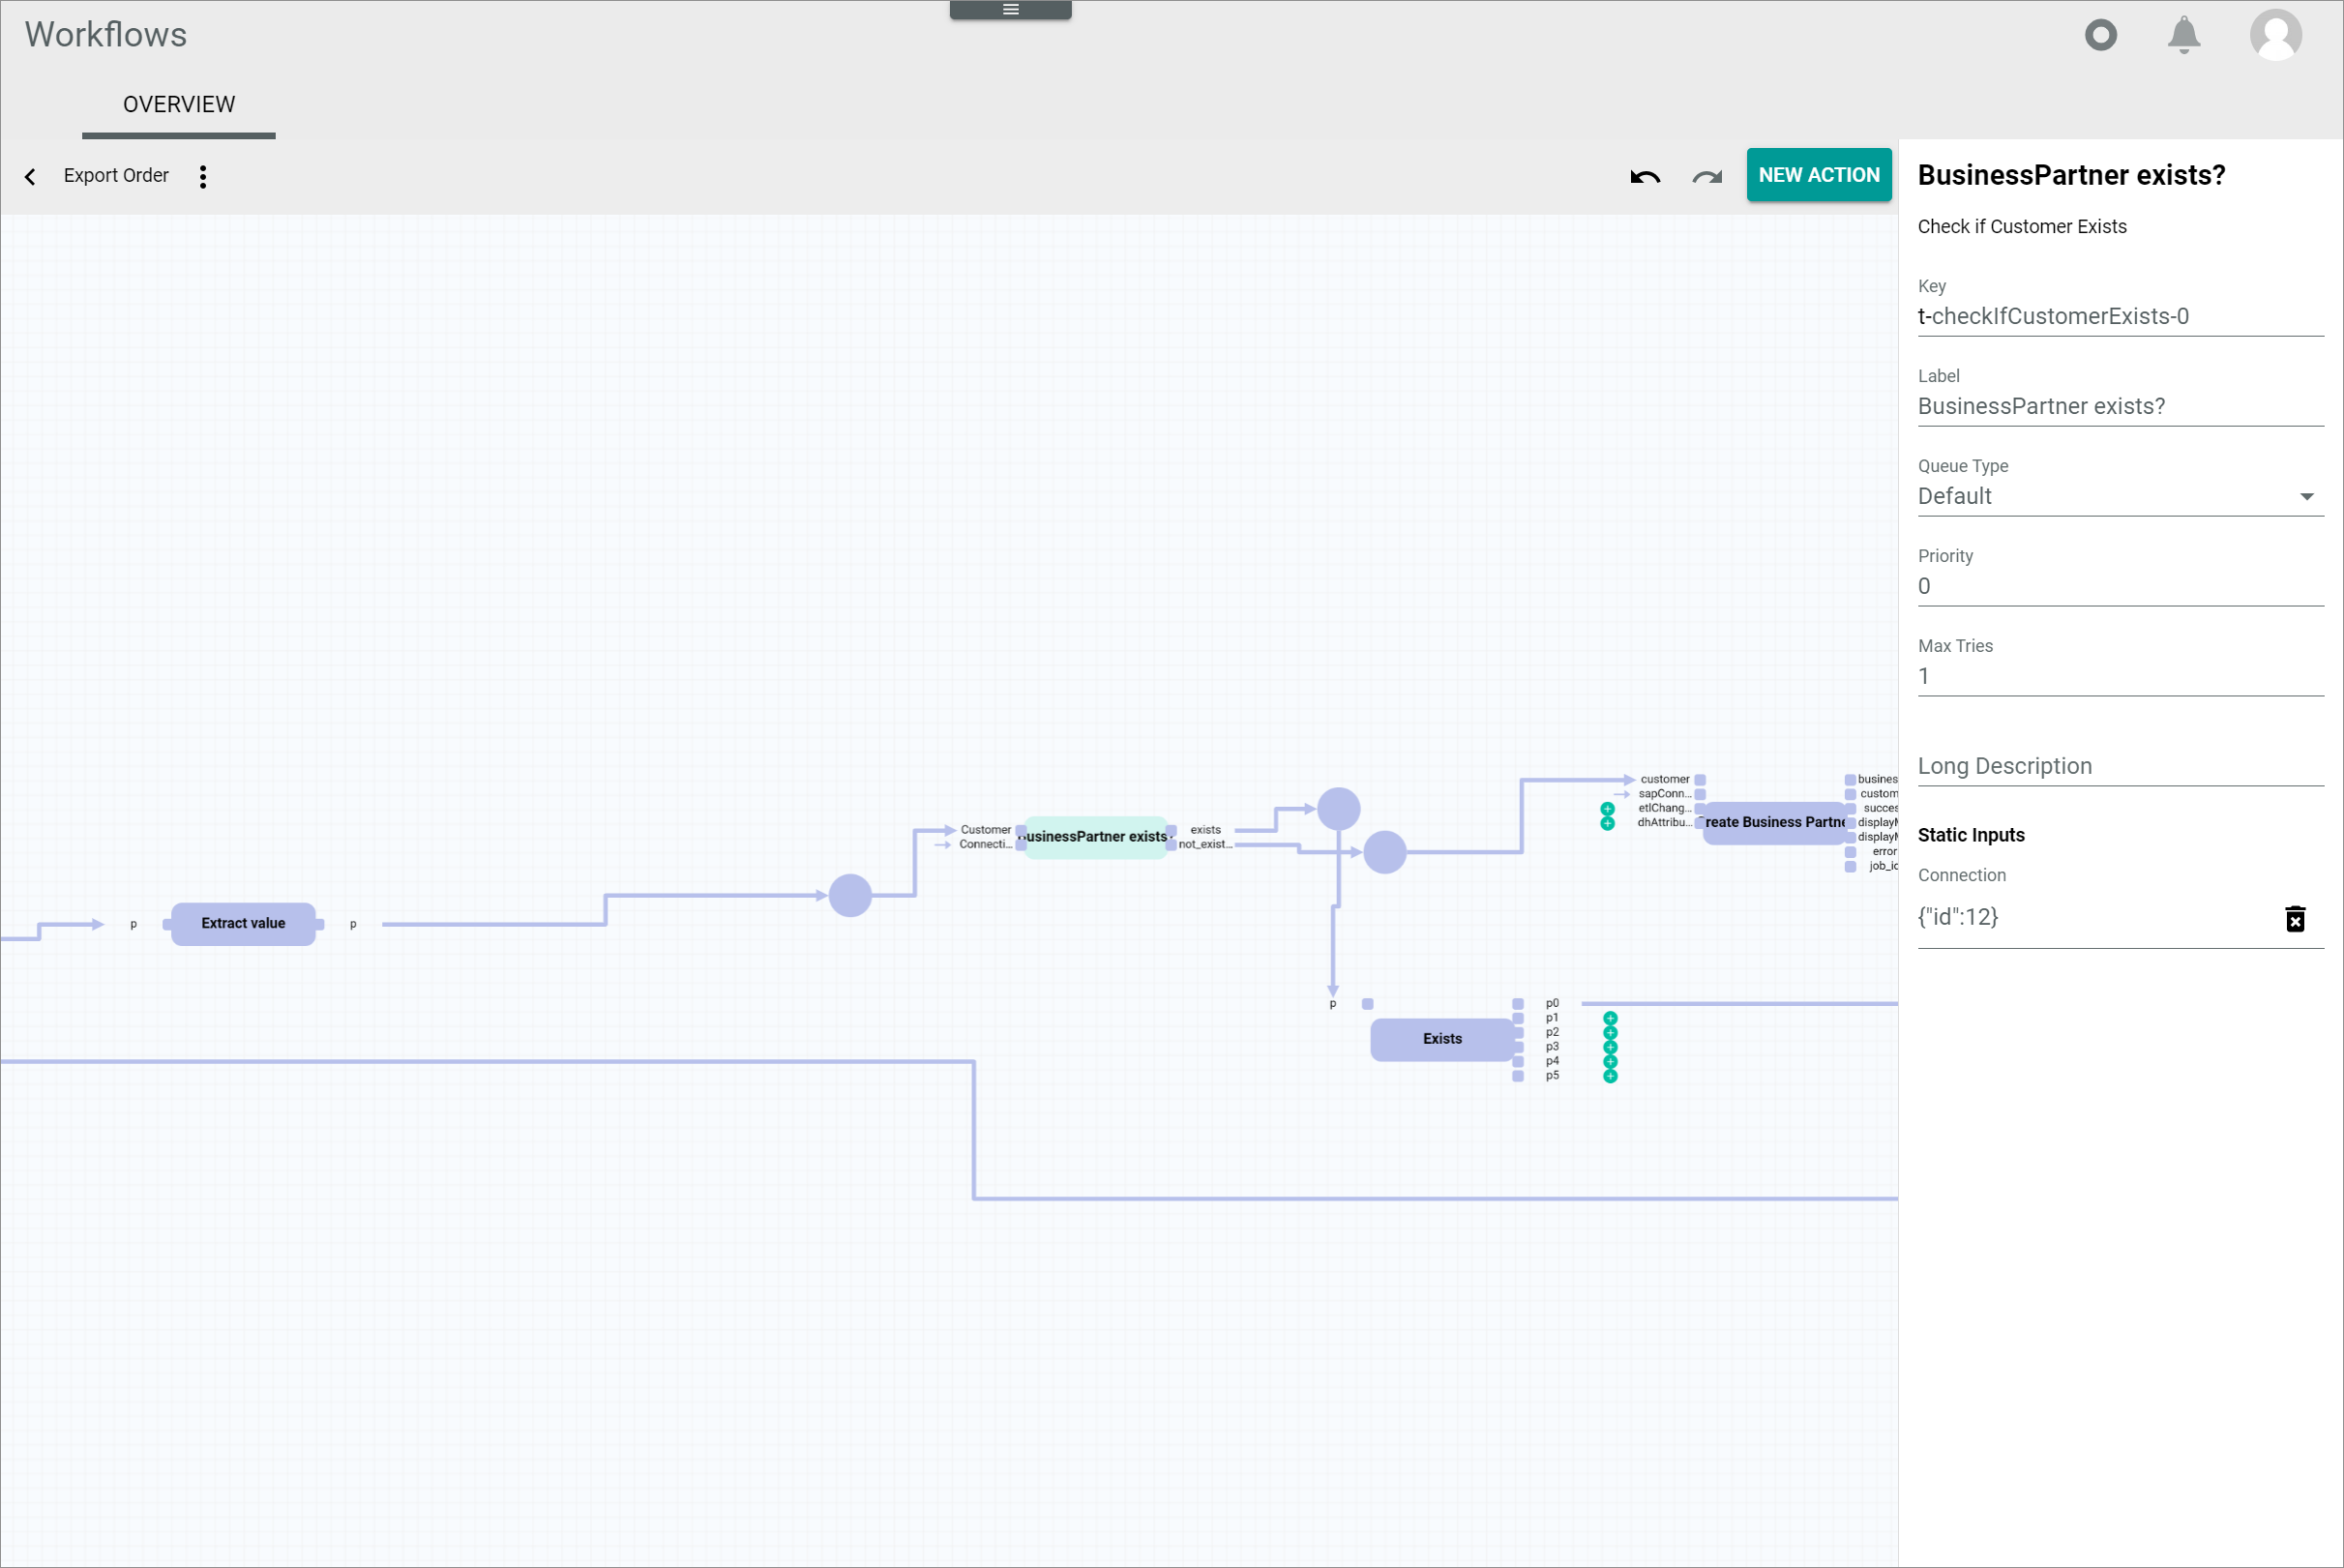 Workflows
OVERVIEW
Export Order
NEW ACTION
BusinessPartner exists?
Check if Customer Exists
Key
t-checkIfCustomerExists-0
Label
BusinessPartner exists?
Queue Type
Default
Priority
0
Max Tries
1
Long Description
Static Inputs
Connection
{"id":12}
p
Extract value
p
Customer
Connecti...
usinessPartner exists?
exists
not_exist...
customer
sapConn...
etlChang...
dhAttribu...
reate Business Partne
busines
custom
succes
display
display
error
job_id
p
Exists
p0
p1
p2
p3
p4
p5